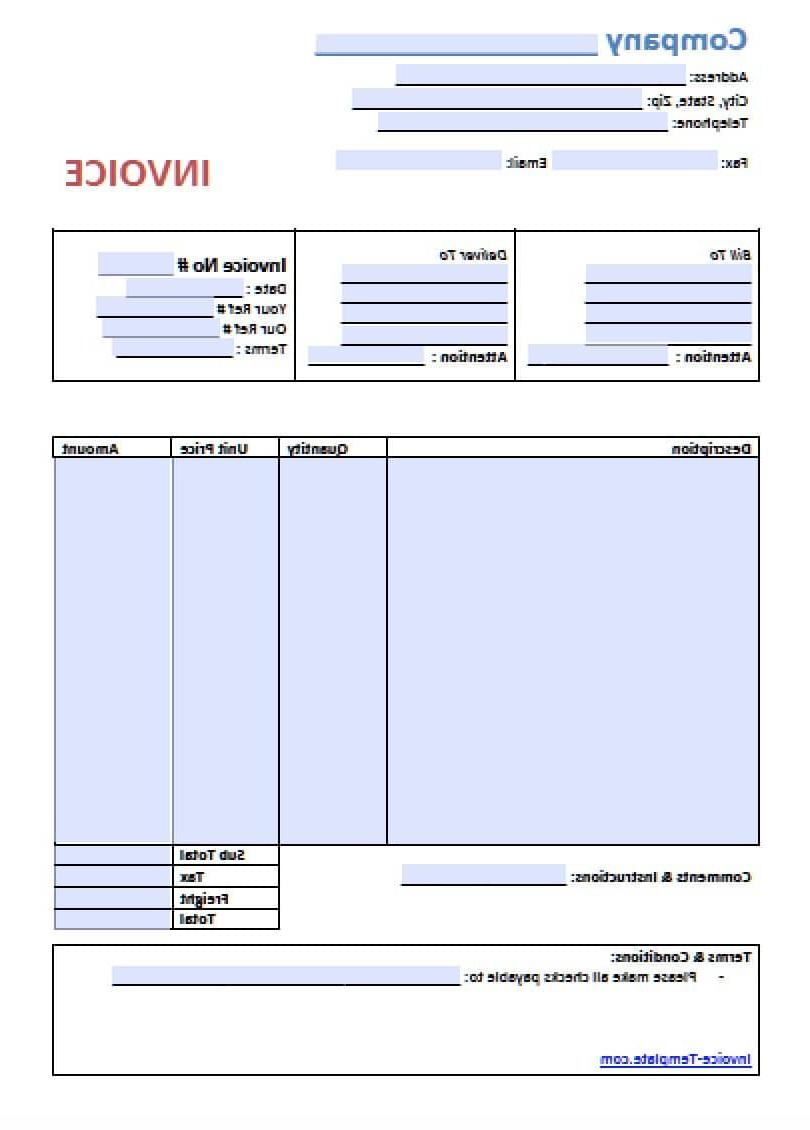 Company
Address:
City, State, Zip:
Telephone:
Fax: Email:
INVOICE
Bill To
Attention :
Deliver To
Attention :
Invoice No #
Date :
Your Ref #
Our Ref #
Terms :
Description Quantity Unit Price Amount
Comments & Instructions:
Sub Total
Tax
Freight
Total
Terms & Conditions:
- Please make all checks payable to:
Invoice-Template.com